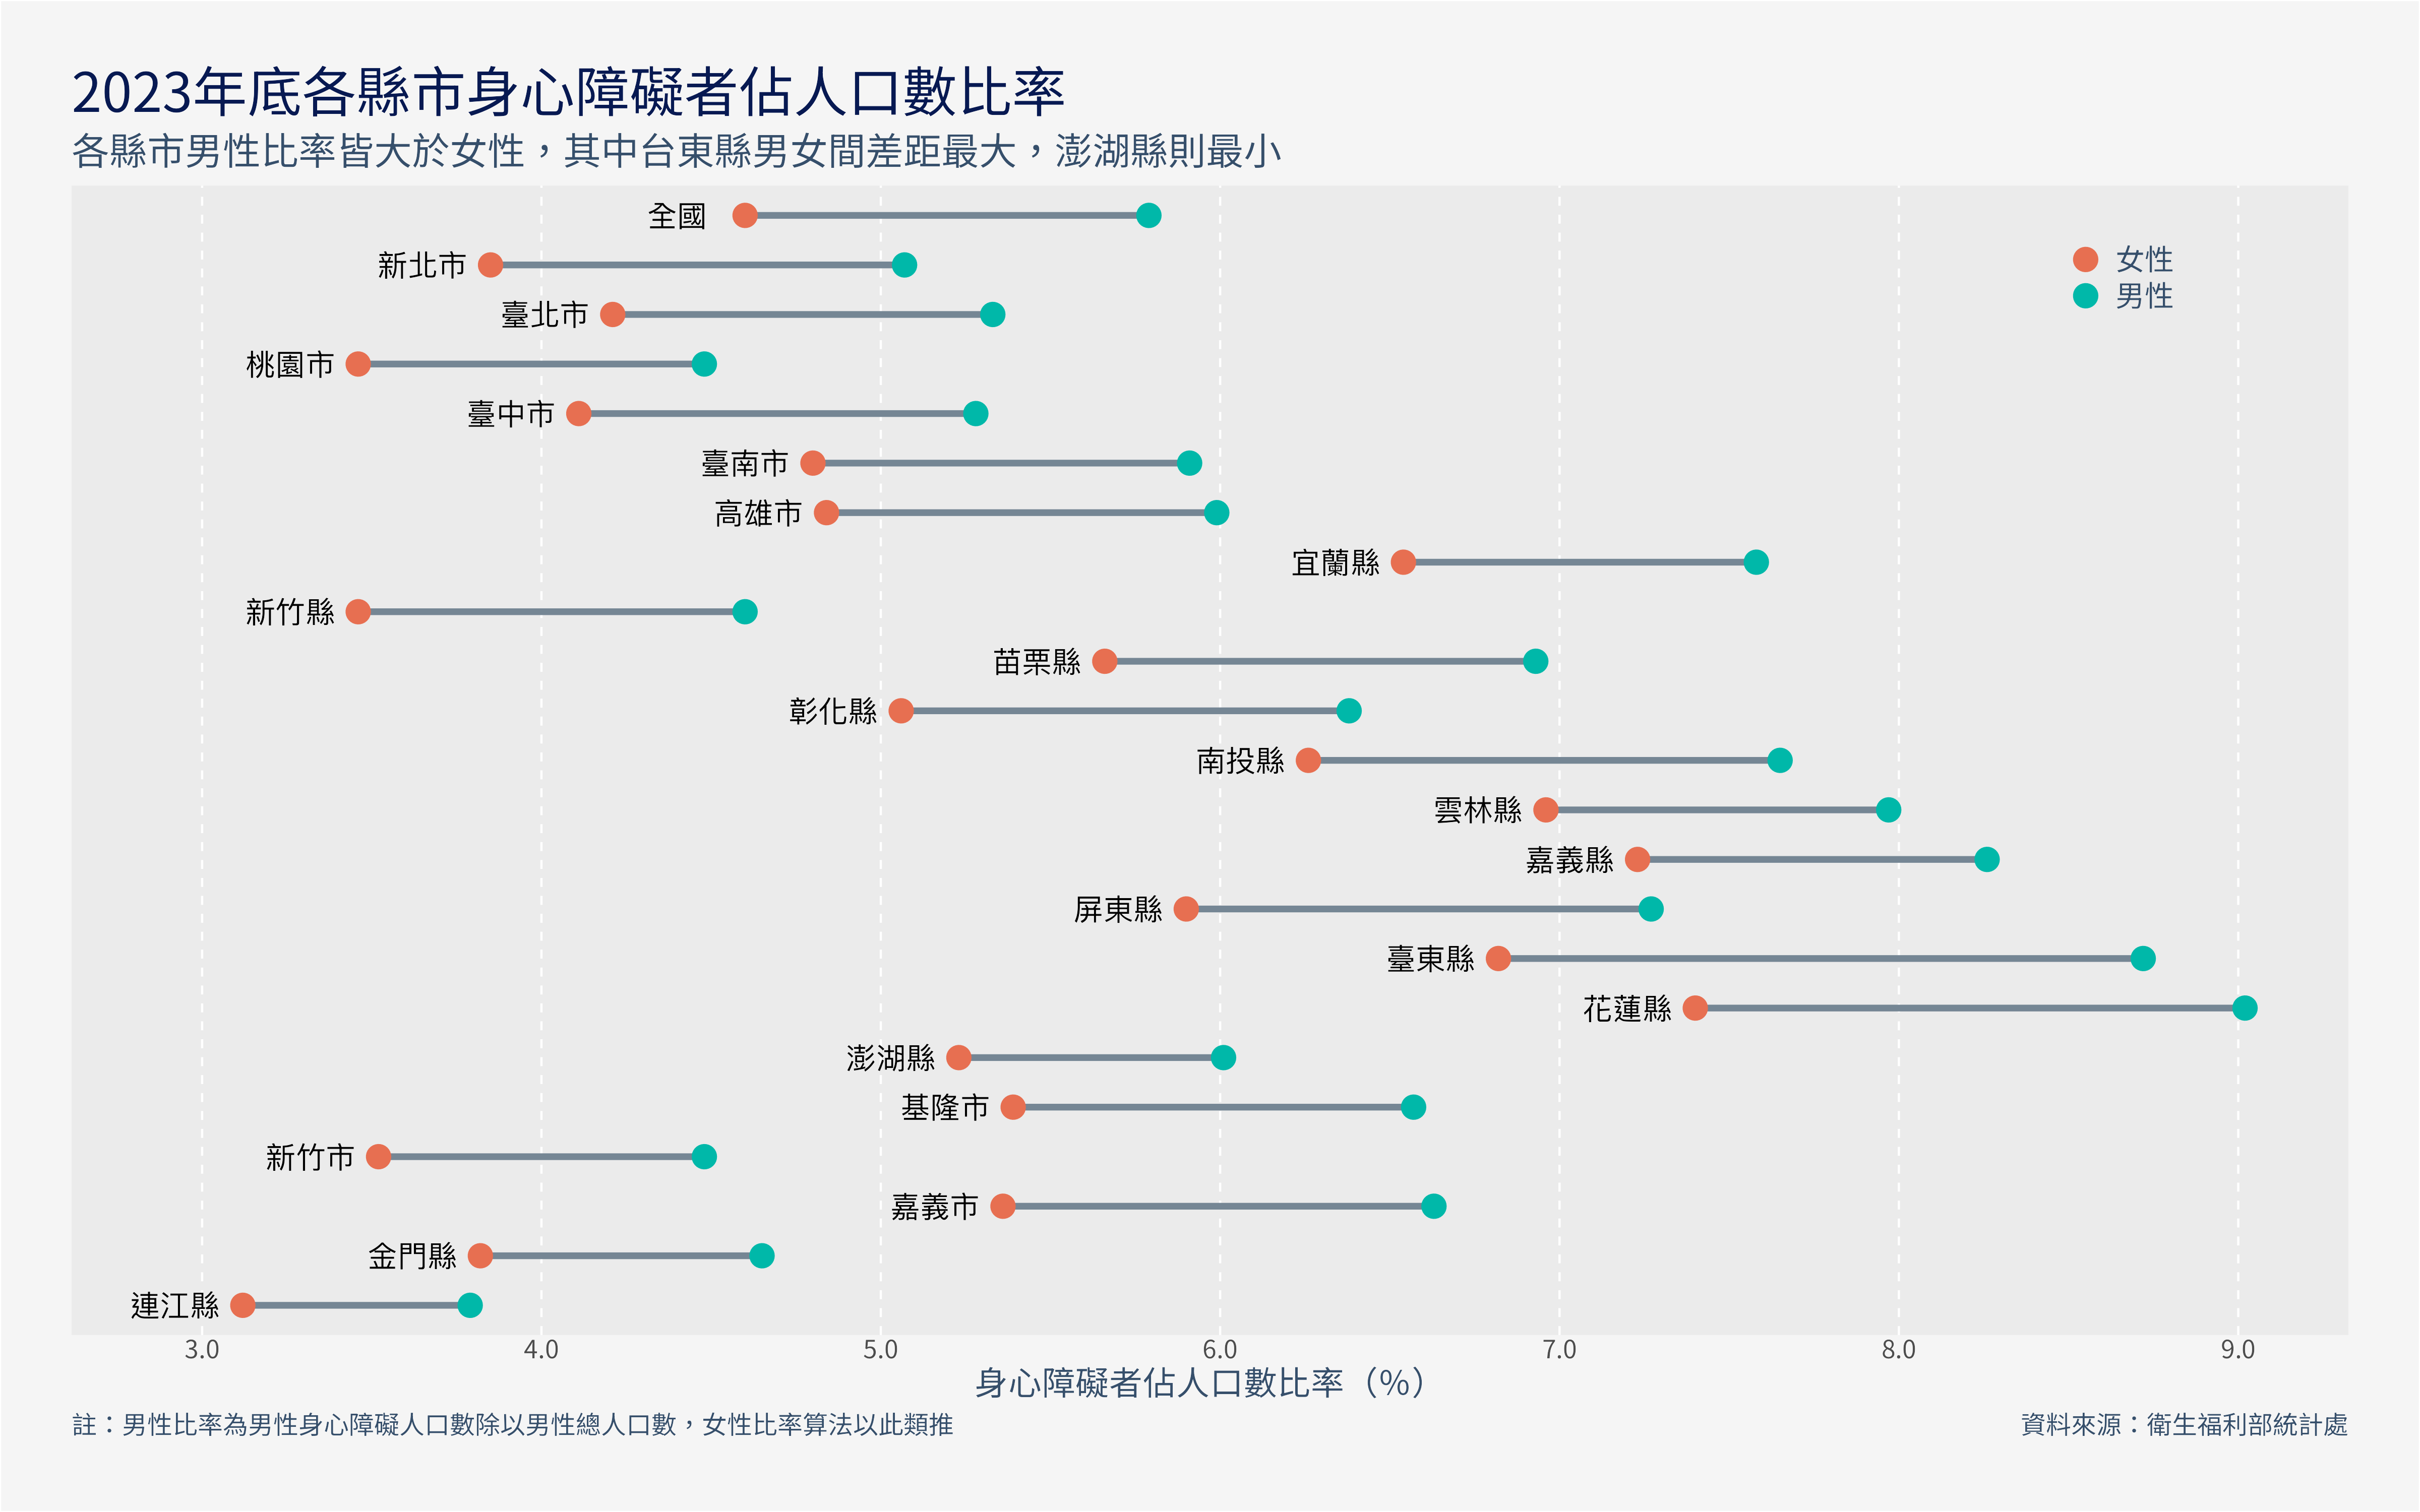 2023年底各縣市身心障礙者佔人口數比率
各縣市男性比率皆大於女性，其中台東縣男女間差距最大，澎湖縣則最小
全國
新北市
女性
男性
臺北市
桃園市
臺中市
臺南市
高雄市
宜蘭縣
新竹縣
苗栗縣
彰化縣
南投縣
雲林縣
嘉義縣
屏東縣
臺東縣
花蓮縣
澎湖縣
基隆市
新竹市
嘉義市
金門縣
連江縣
3.0 4.0 5.0 6.0 7.0 8.0 9.0
身心障礙者佔人口數比率（%）
註：男性比率為男性身心障礙人口數除以男性總人口數，女性比率算法以此類推
資料來源：衛生福利部統計處